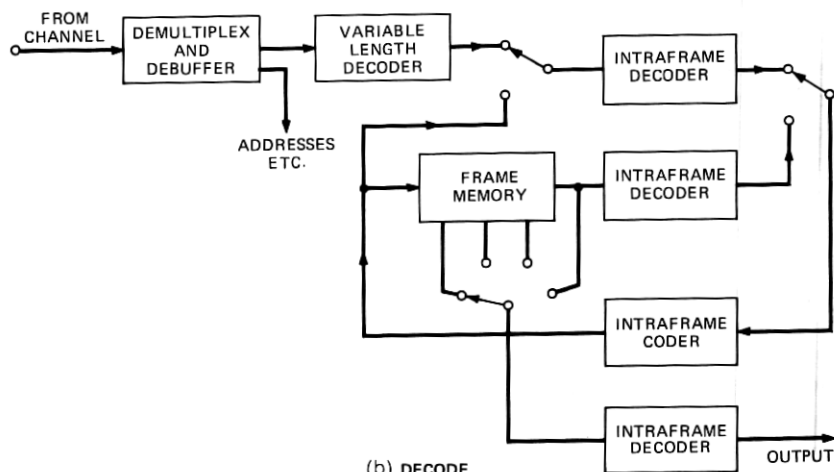 FROM
CHANNEL
DEMULTIPLEX
AND
DEBUFFER
VARIABLE
LENGTH
DECODER
INTRAFRAME
DECODER
ADDRESSES
ETC.
FRAME
MEMORY
INTRAFRAME
DECODER
INTRAFRAME
CODER
INTRAFRAME
DECODER
OUTPUT
(b) DECODE